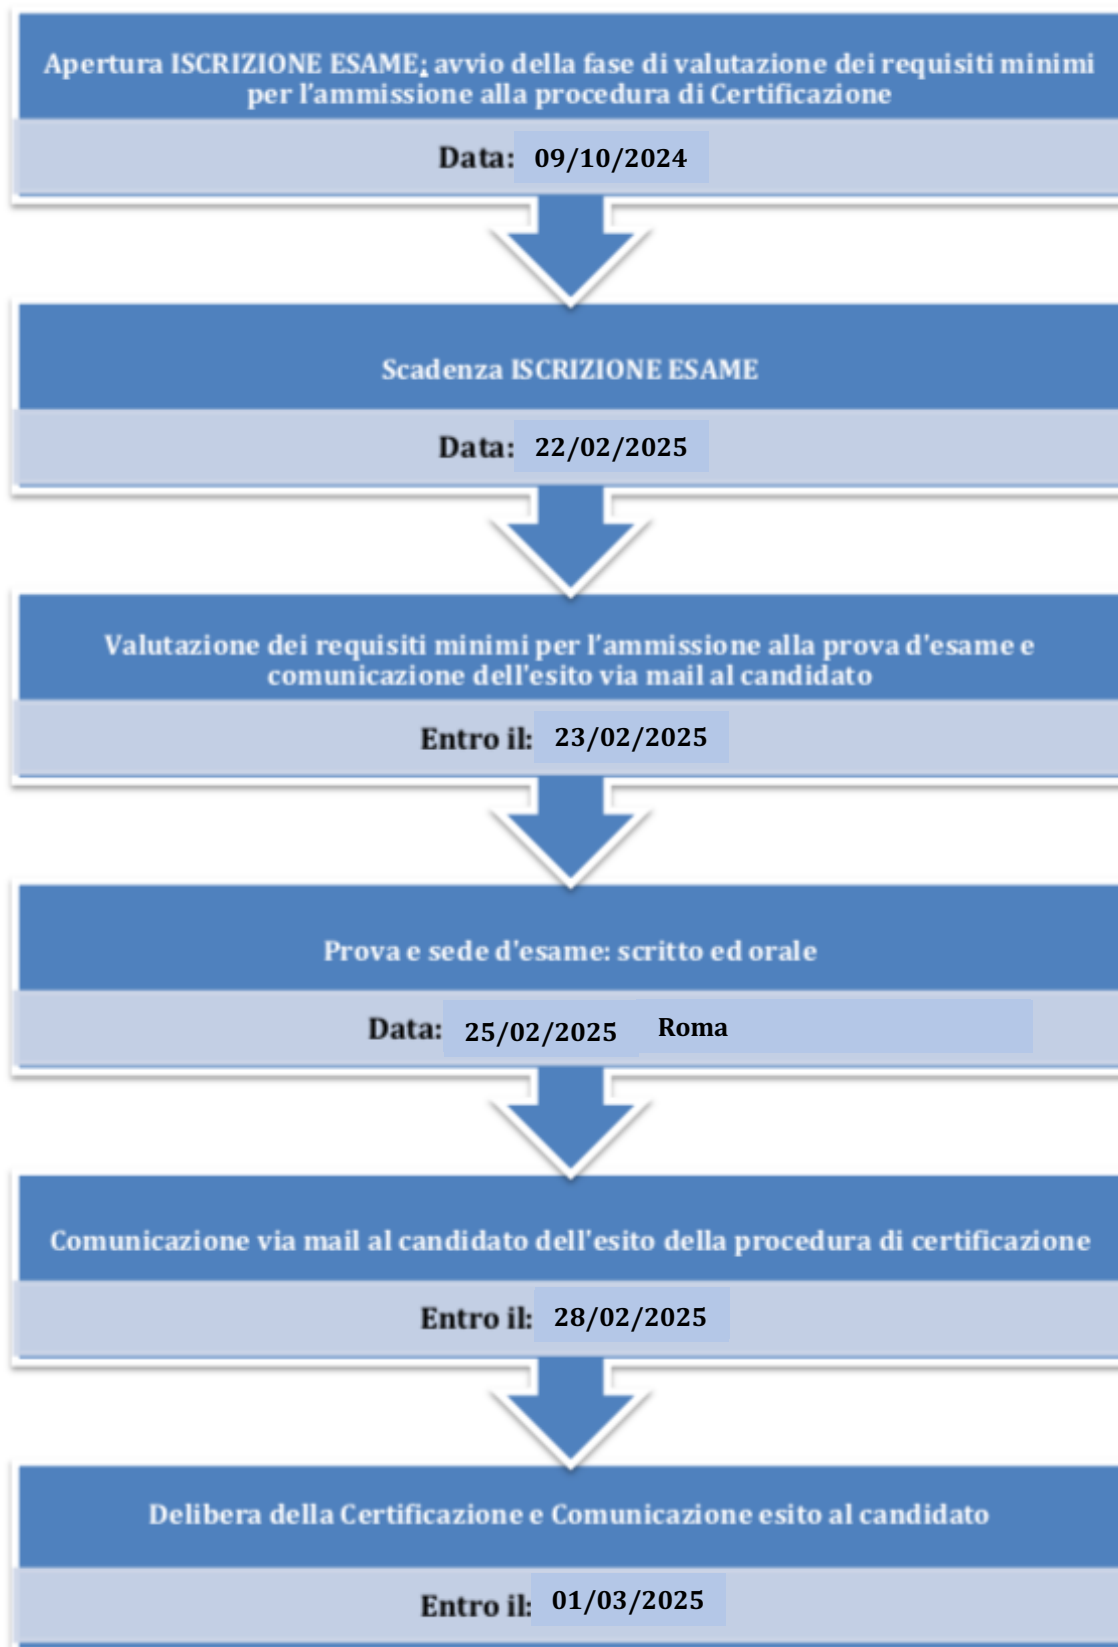 Apertura ISCRIZIONE ESAME; avvio della fase di valutazione dei requisiti minimi
per l'ammissione alla procedura di Certificazione
Data: 09/10/2024
Scadenza ISCRIZIONE ESAME
Data: 22/02/2025
Valutazione dei requisiti minimi per l'ammissione alla prova d'esame e
comunicazione dell'esito via mail al candidato
Entro il: 23/02/2025
Prova e sede d'esame: scritto ed orale
Data: 25/02/2025 Roma
Comunicazione via mail al candidato dell'esito della procedura di certificazione
Entro il: 28/02/2025
Delibera della Certificazione e Comunicazione esito al candidato
Entro il: 01/03/2025